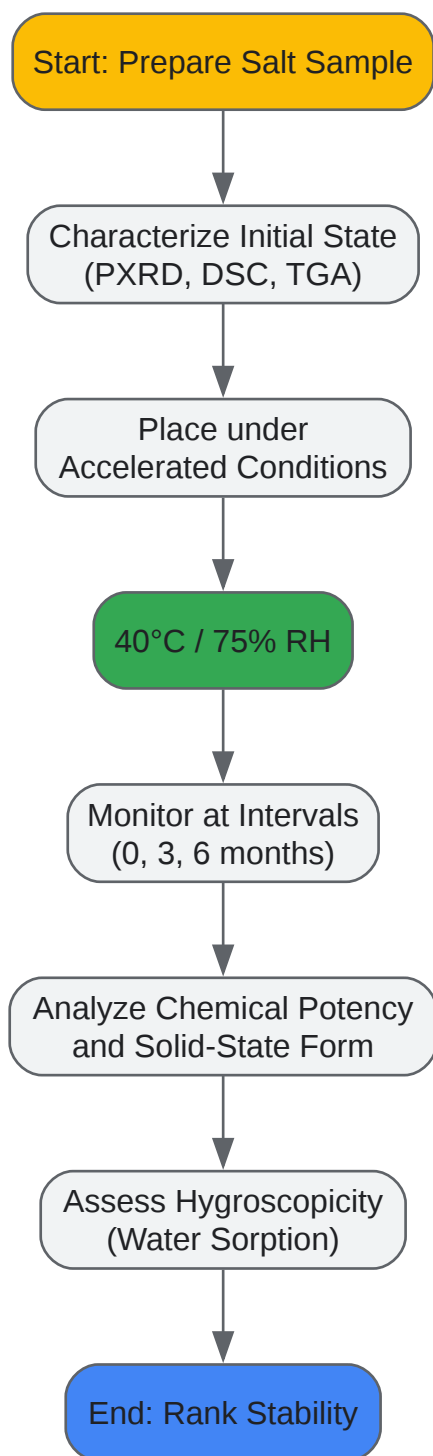 Start: Prepare Salt Sample
Characterize Initial State
(PXRD, DSC, TGA)
Place under
Accelerated Conditions
40°C / 75% RH
Monitor at Intervals
(0, 3, 6 months)
Analyze Chemical Potency
and Solid-State Form
Assess Hygroscopicity
(Water Sorption)
End: Rank Stability